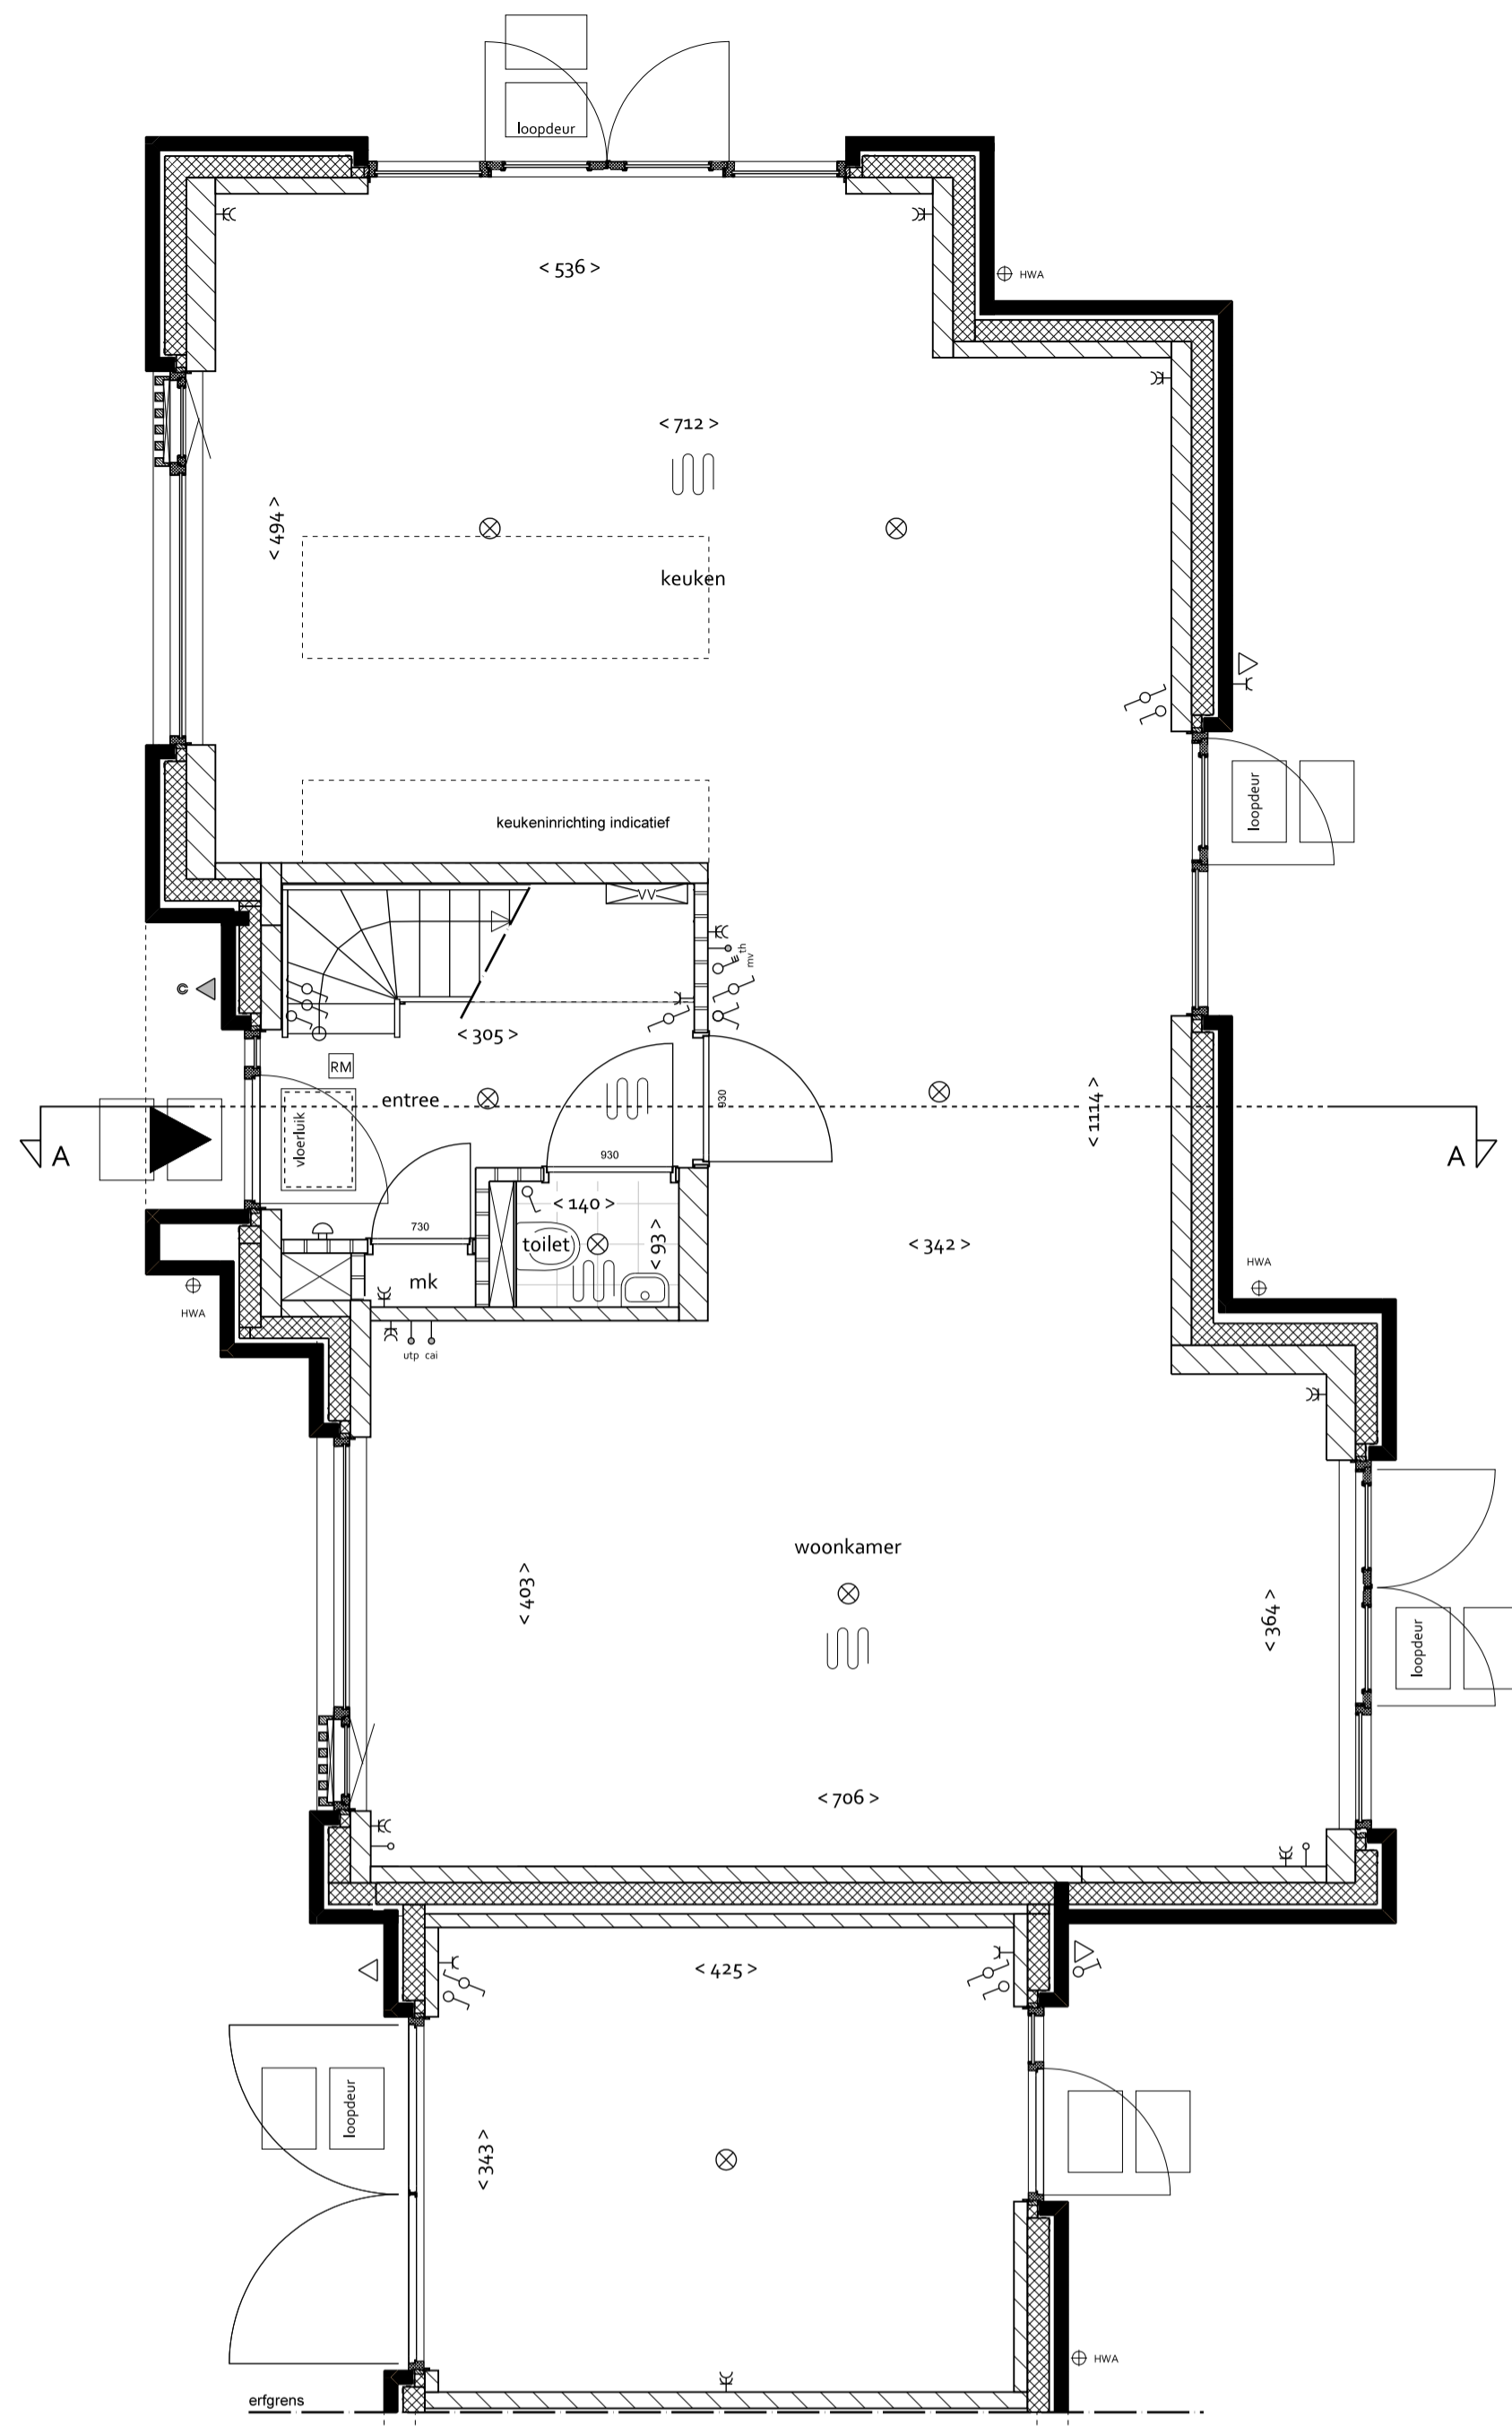 loopdeur
< 536 >
HWA
< 712 >
< 494 >
keuken
loopdeur
keukeninrichting indicatief
VV
th
mv
c
< 305 >
RM
entree
930
< 1114 >
vloerluik
A
A
930
< 140 >
730
toilet
< 93 >
< 342 >
mk
HWA
HWA
utp cai
woonkamer
< 403 >
< 364 >
loopdeur
< 706 >
< 425 >
loopdeur
< 343 >
HWA
erfgrens